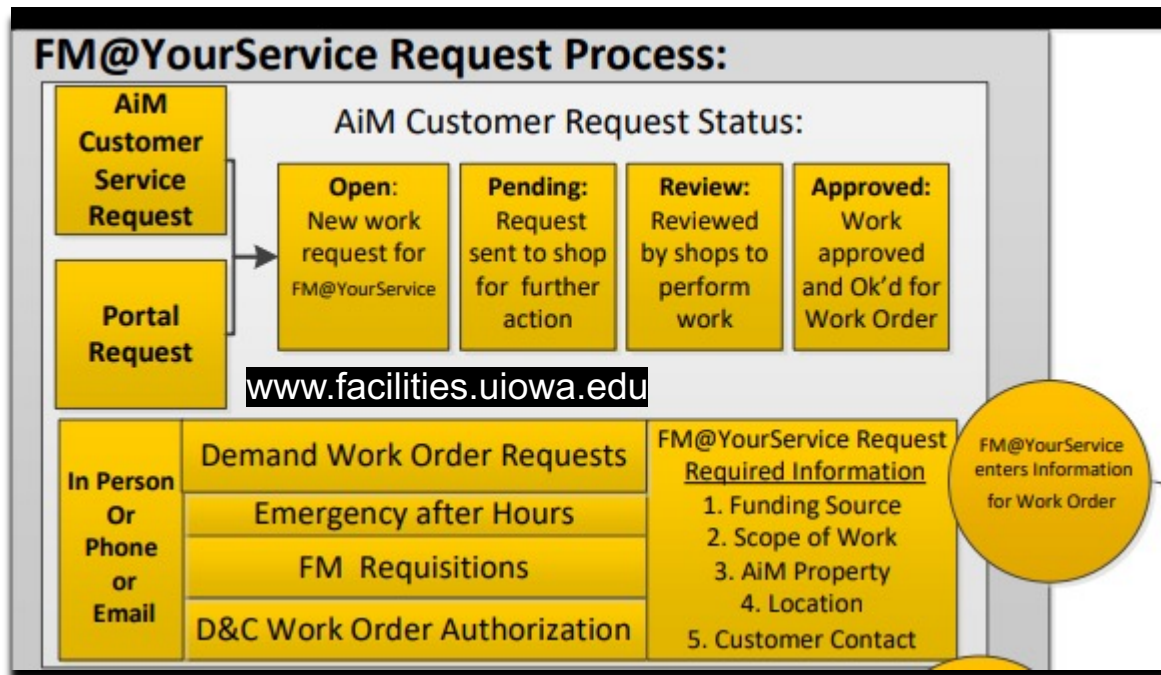 FM@YourService Request Process:
AiM
Customer
Service
Request
Portal
Request
AiM Customer Request Status:
Open:
New work
request for
FM@YourService
Pending:
Request
sent to shop
for further
action
Review:
Reviewed
by shops to
perform
work
Approved:
Work
approved
and Ok'd for
Work Order
www.facilities.uiowa.edu
In Person
Or
Phone
or
Email
Demand Work Order Requests
Emergency after Hours
FM Requisitions
D&C Work Order Authorization
FM@YourService Request
Required Information
1. Funding Source
2. Scope of Work
3. AiM Property
4. Location
5. Customer Contact
FM@YourService
enters Information
for Work Order